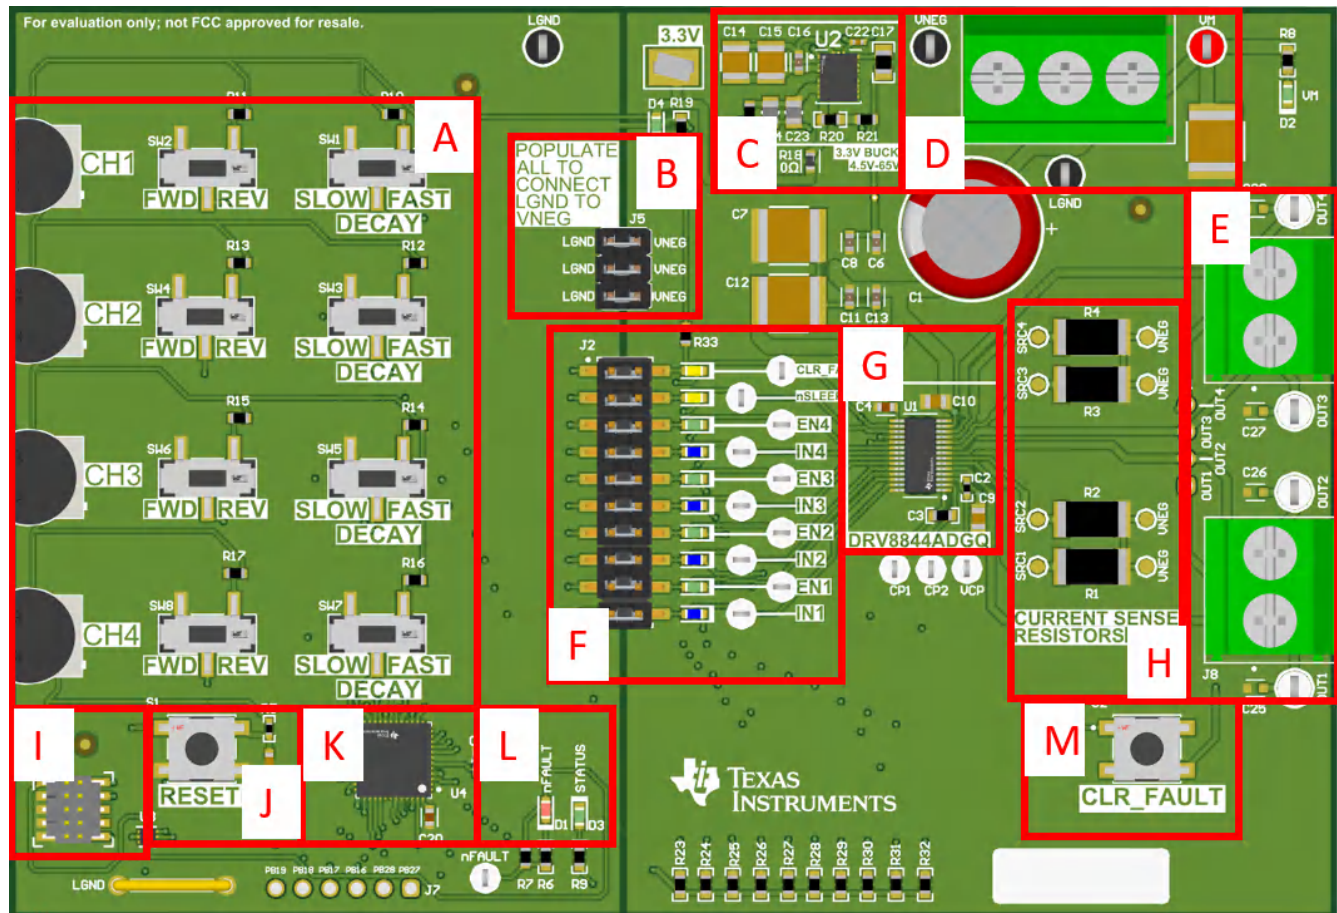 For evaluation only; not FCC approved for resale.
LGND
3.3V
D4
R19
C14
C15
C16
U2
C22
C17
C23
R20
R21
R18
0Ω
3.3V BUCK
4.5V-65V
C
VNEG
VM
D
LGND
R8
VM
D2
A
R11
CH1
SW2
SW1
FWD REV
SLOW FAST
DECAY
R13
R12
CH2
SW4
SW3
FWD REV
SLOW FAST
DECAY
R15
R14
CH3
SW6
SW5
FWD REV
SLOW FAST
DECAY
R17
R16
CH4
SW8
SW7
FWD REV
SLOW FAST
DECAY
POPULATE
ALL TO
CONNECT
LGND TO
VNEG
B
J5
LGND VNEG
LGND VNEG
LGND VNEG
C7
C12
C8
C6
C11
C13
C1
+
E
OUT4
J2
R33
CLR_FA
nSLEEP
EN4
IN4
EN3
IN3
EN2
IN2
EN1
IN1
F
G
C4
U1
C10
C2
C9
C3
DRV8844ADGQ
CP1
CP2
VCP
SRC4
R4
VNEG
SRC3
R3
VNEG
SRC2
R2
VNEG
SRC1
R1
VNEG
CURRENT SENSE
RESISTORS
H
OUT4
OUT3
OUT2
OUT1
C27
OUT3
C26
OUT2
J8
OUT1
C25
I
S1
RESET
J
K
U4
C20
L
nFAULT
STATUS
D1
D3
nFAULT
R7
R6
R9
LGND
PB19
PB18
PB17
PB16
PB28
PB27
J7
TEXAS
INSTRUMENTS
R23
R24
R25
R26
R27
R28
R29
R30
R31
R32
M
CLR_FAULT